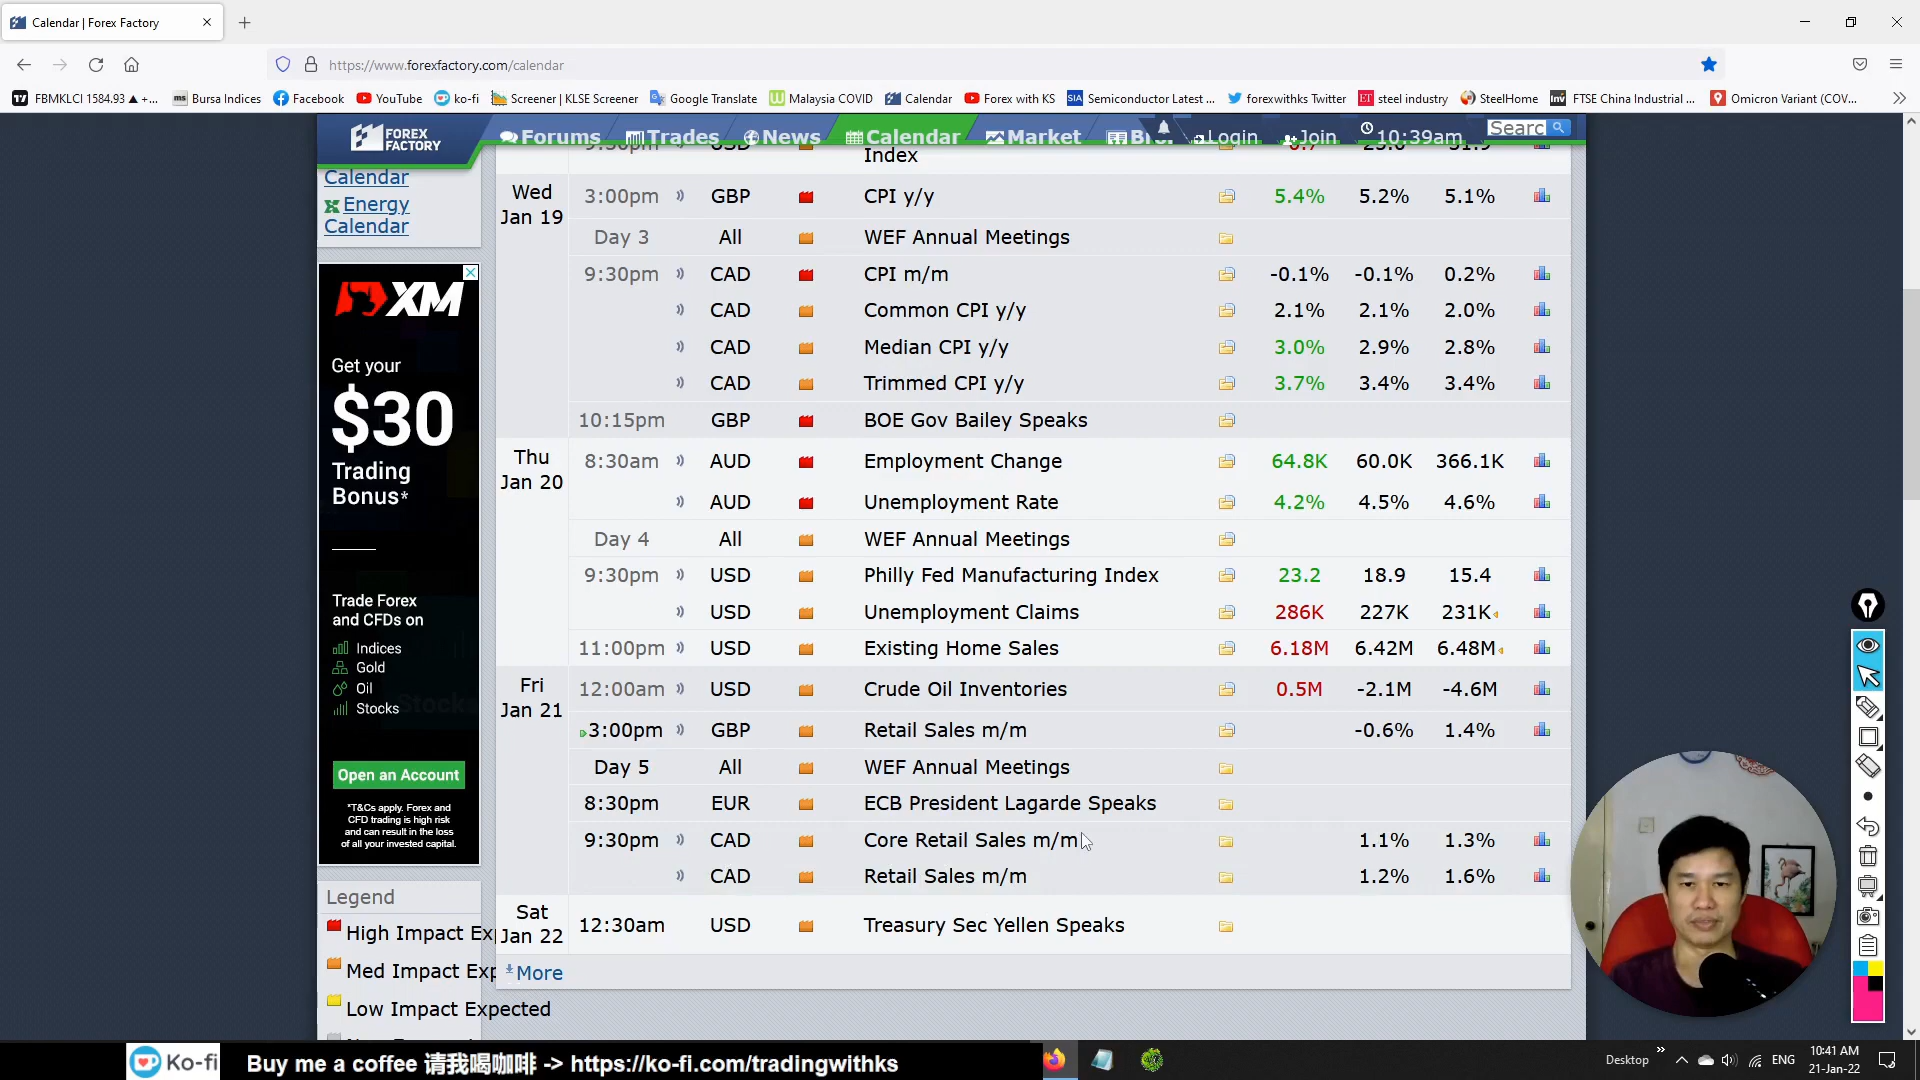 Calendar | Forex Factory
https://www.forexfactory.com/calendar
FBMKLCI 1584.93 ▲ +... Bursa Indices Facebook YouTube ko-fi Screener | KLSE Screener Google Translate Malaysia COVID Calendar Forex with KS Semiconductor Latest ... forexwithks Twitter steel industry SteelHome FTSE China Industrial ... Omicron Variant (COV...
FOREX FACTORY Forums Trades News Calendar Market Login Join 10:39am Searc
Calendar
Energy
Calendar
XM
Get your
$30
Trading
Bonus*
Trade Forex
and CFDs on
Indices
Gold
Oil
Stocks
Open an Account
*T&Cs apply. Forex and
CFD trading is high risk
and can result in the loss
of all your invested capital.
Legend
High Impact Exp
Med Impact Exp
Low Impact Expected
Index
Wed Jan 19 3:00pm GBP CPI y/y 5.4% 5.2% 5.1%
Day 3 All WEF Annual Meetings
9:30pm CAD CPI m/m -0.1% -0.1% 0.2%
CAD Common CPI y/y 2.1% 2.1% 2.0%
CAD Median CPI y/y 3.0% 2.9% 2.8%
CAD Trimmed CPI y/y 3.7% 3.4% 3.4%
10:15pm GBP BOE Gov Bailey Speaks
Thu Jan 20 8:30am AUD Employment Change 64.8K 60.0K 366.1K
AUD Unemployment Rate 4.2% 4.5% 4.6%
Day 4 All WEF Annual Meetings
9:30pm USD Philly Fed Manufacturing Index 23.2 18.9 15.4
USD Unemployment Claims 286K 227K 231K
11:00pm USD Existing Home Sales 6.18M 6.42M 6.48M
Fri Jan 21 12:00am USD Crude Oil Inventories 0.5M -2.1M -4.6M
3:00pm GBP Retail Sales m/m -0.6% 1.4%
Day 5 All WEF Annual Meetings
8:30pm EUR ECB President Lagarde Speaks
9:30pm CAD Core Retail Sales m/m 1.1% 1.3%
CAD Retail Sales m/m 1.2% 1.6%
Sat Jan 22 12:30am USD Treasury Sec Yellen Speaks
More
Ko-fi Buy me a coffee 请我喝咖啡 -> https://ko-fi.com/tradingwithks
Desktop ENG 10:41 AM
21-Jan-22